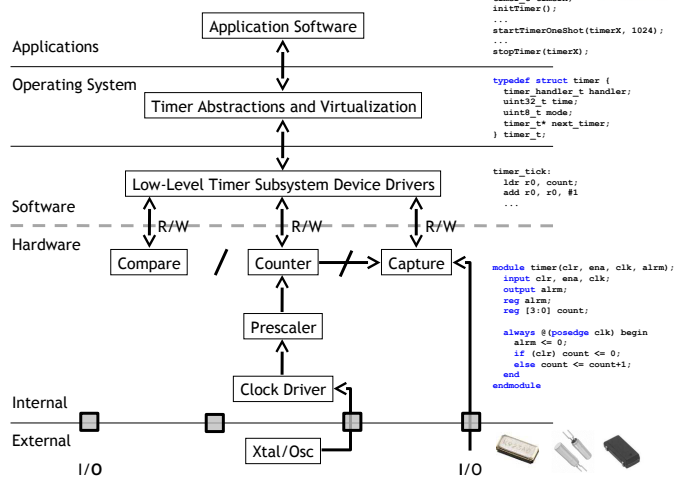 Application Software
Applications
Operating System
Timer Abstractions and Virtualization
Low-Level Timer Subsystem Device Drivers
Software
R/W
R/W
R/W
Hardware
Compare
/
Counter
Capture
Prescaler
Clock Driver
Internal
External
Xtal/Osc
I/O
I/O
initTimer();
...
startTimerOneShot(timerX, 1024);
...
stopTimer(timerX);
typedef struct timer {
timer_handler_t handler;
uint32_t time;
uint8_t mode;
timer_t* next_timer;
} timer_t;
timer_tick:
ldr r0, count;
add r0, r0, #1
...
module timer(clr, ena, clk, alrm);
input clr, ena, clk;
output alrm;
reg alrm;
reg [3:0] count;
always @(posedge clk) begin
alrm <= 0;
if (clr) count <= 0;
else count <= count+1;
end
endmodule